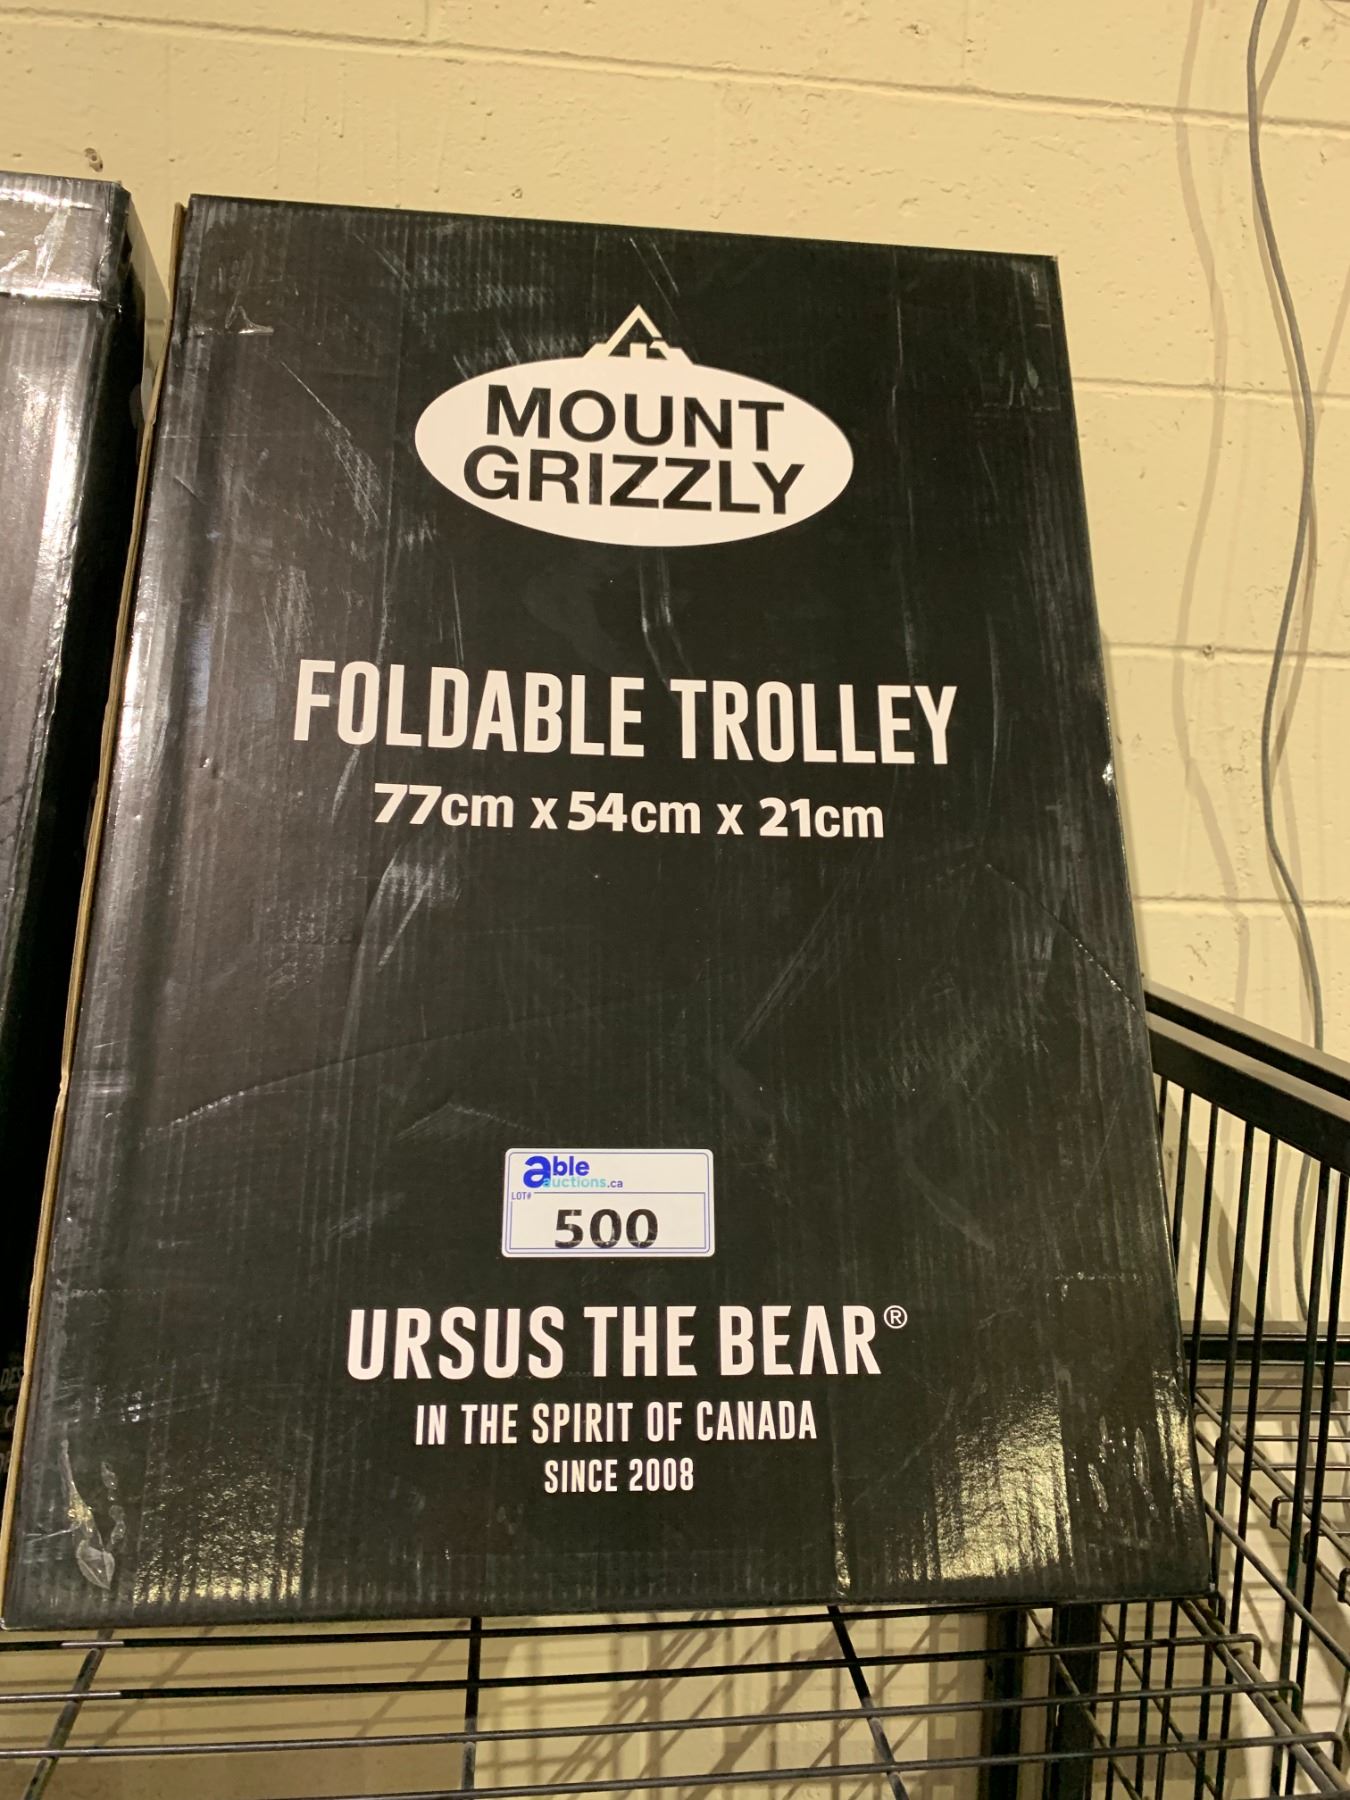 MOUNT
GRIZZLY
FOLDABLE TROLLEY
77cm x 54cm x 21cm
able
auctions.ca
LOT#
500
URSUS THE BEAR®
IN THE SPIRIT OF CANADA
SINCE 2008